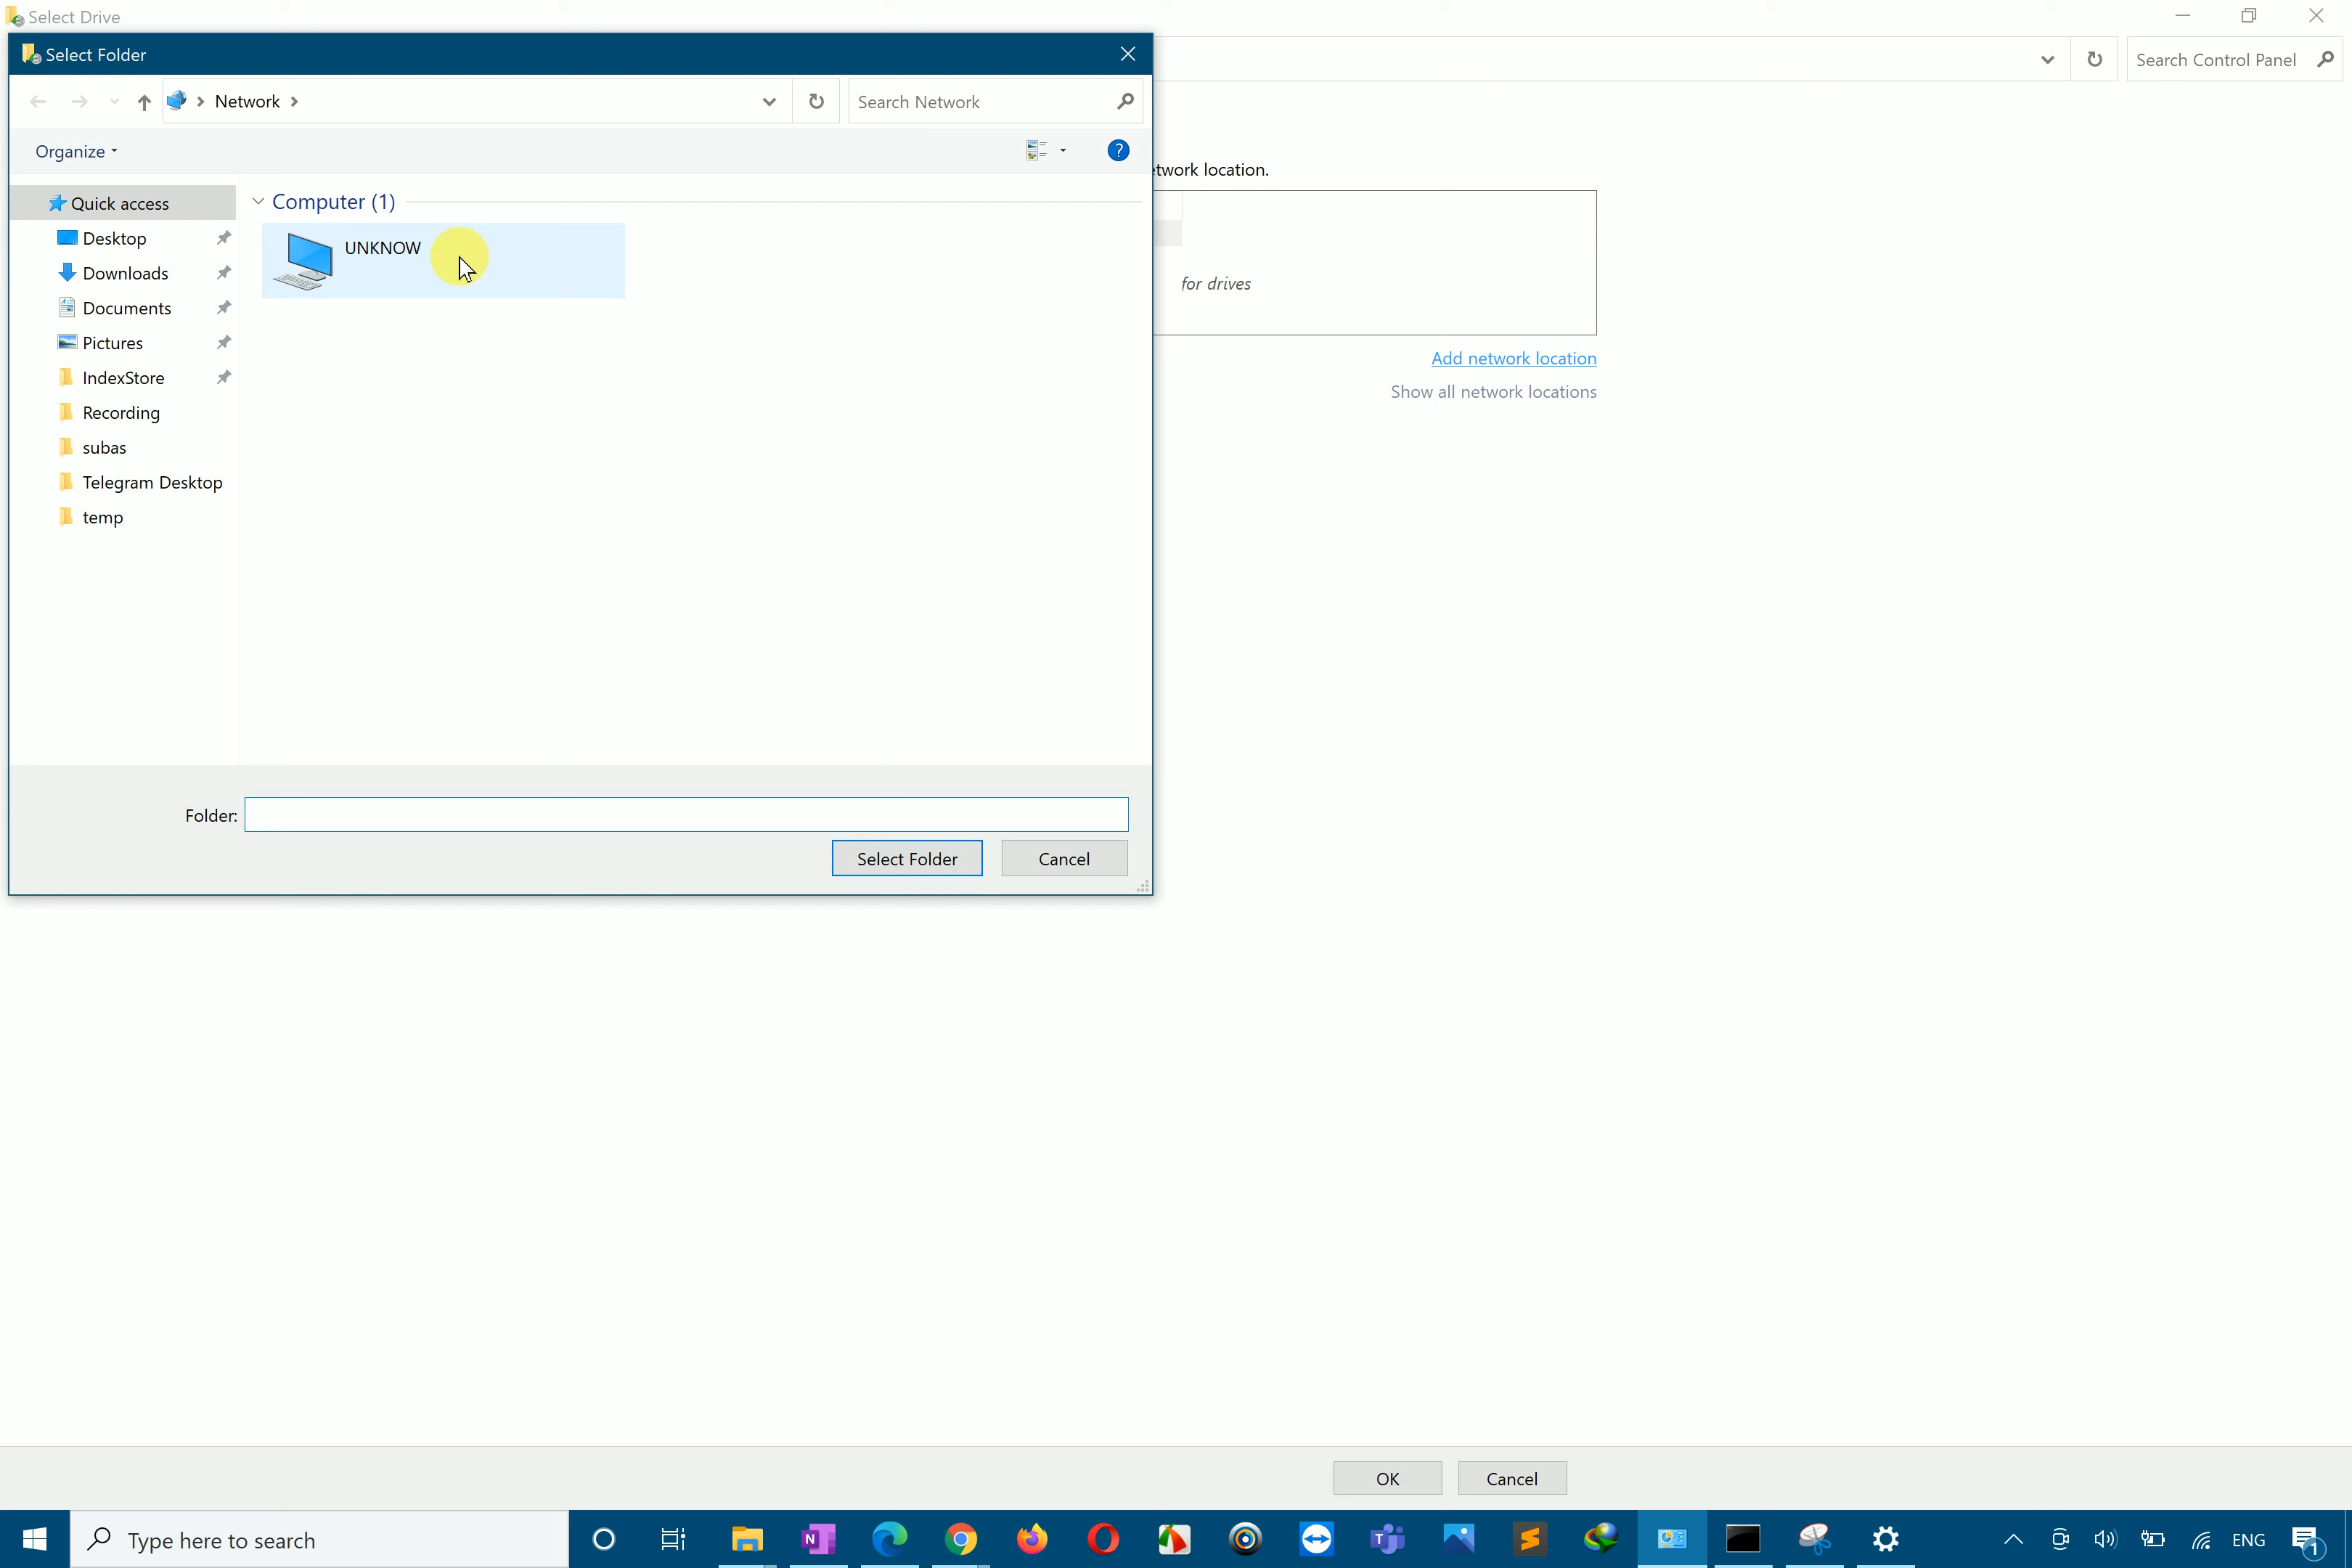 Select Drive
Select Folder
Network
Search Network
Search Control Panel
Organize
?
twork location.
Quick access
Computer (1)
Desktop
UNKNOW
Downloads
for drives
Documents
Pictures
Add network location
IndexStore
Show all network locations
Recording
subas
Telegram Desktop
temp
Folder:
Select Folder
Cancel
OK
Cancel
Type here to search
N
T
ENG
1